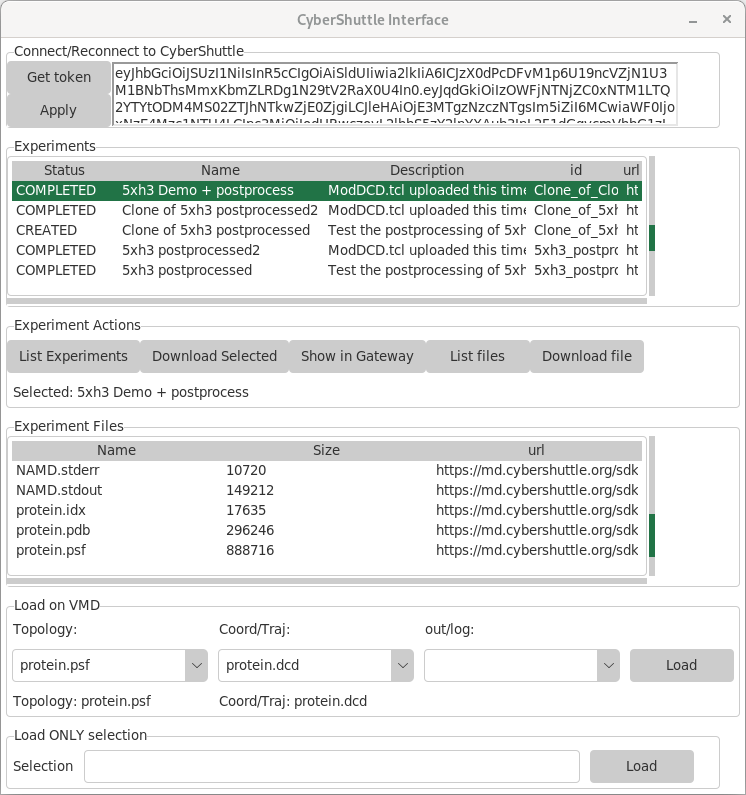 CyberShuttle Interface
Connect/Reconnect to CyberShuttle
Get token
Apply
eyJhbGciOiJSUzI1NiIsInR5cCIgOiAiSldUIiwia2lkIiA6ICJzX0dPcDFvM1p6U19ncVZjN1U3
M1BNbThsMmxKbmZLRDg1N29tV2RaX0U4In0.eyJqdGkiOiIzOWFjNTNjZC0xNTM1LTQ
2YTYtODM4MS02ZTJhNTkwZjE0ZjgiLCJleHAiOjE3MTgzNzczNTgsIm5iZiI6MCwiaWF0Ijo
Experiments
Status Name Description id url
COMPLETED 5xh3 Demo + postprocess ModDCD.tcl uploaded this time Clone_of_Clo ht
COMPLETED Clone of 5xh3 postprocessed2 ModDCD.tcl uploaded this time Clone_of_5xh ht
CREATED Clone of 5xh3 postprocessed Test the postprocessing of 5xh Clone_of_5xh ht
COMPLETED 5xh3 postprocessed2 ModDCD.tcl uploaded this time 5xh3_postpro ht
COMPLETED 5xh3 postprocessed Test the postprocessing of 5xh 5xh3_postpro ht
Experiment Actions
List Experiments Download Selected Show in Gateway List files Download file
Selected: 5xh3 Demo + postprocess
Experiment Files
Name Size url
NAMD.stderr 10720 https://md.cybershuttle.org/sdk
NAMD.stdout 149212 https://md.cybershuttle.org/sdk
protein.idx 17635 https://md.cybershuttle.org/sdk
protein.pdb 296246 https://md.cybershuttle.org/sdk
protein.psf 888716 https://md.cybershuttle.org/sdk
Load on VMD
Topology: Coord/Traj: out/log:
protein.psf protein.dcd Load
Topology: protein.psf Coord/Traj: protein.dcd
Load ONLY selection
Selection Load